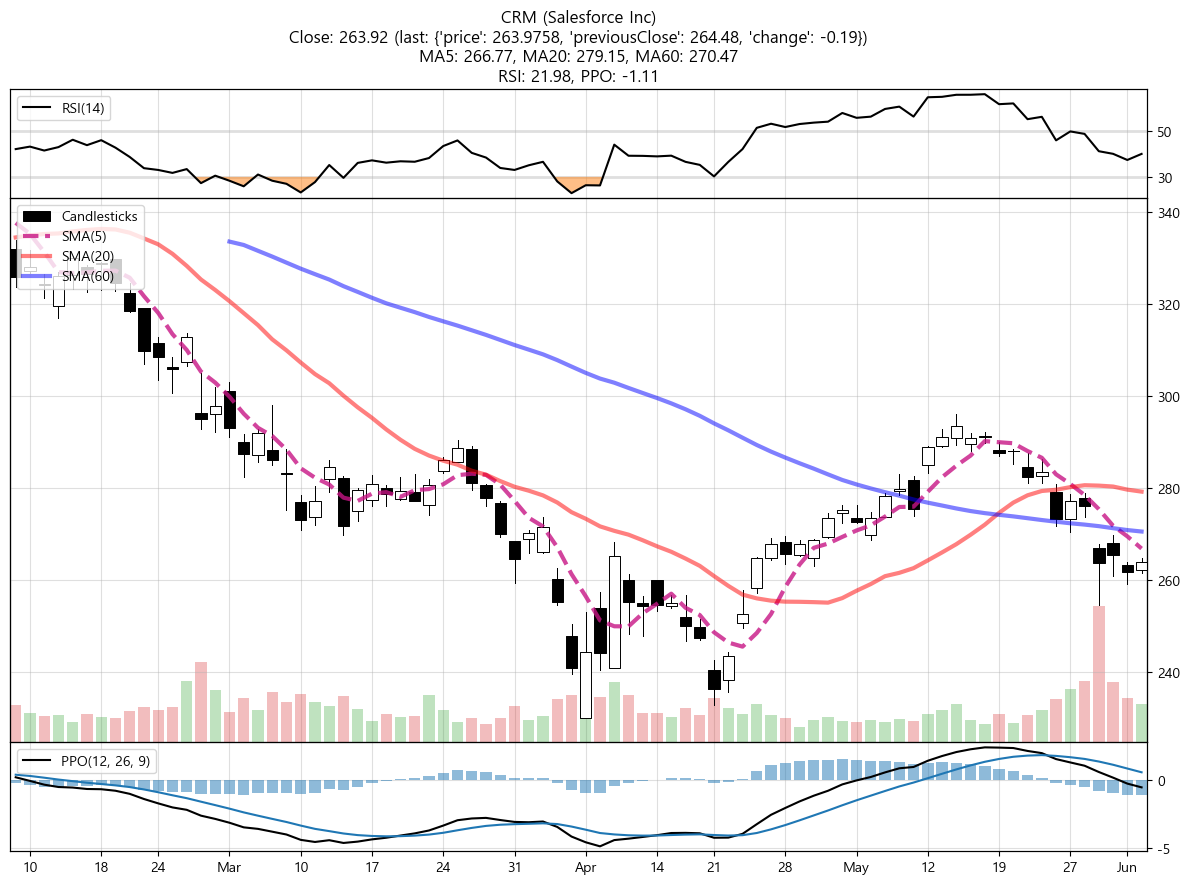 CRM (Salesforce Inc)
Close: 263.92 (last: {'price': 263.9758, 'previousClose': 264.48, 'change': -0.19})
MA5: 266.77, MA20: 279.15, MA60: 270.47
RSI: 21.98, PPO: -1.11
RSI(14)
50
30
Candlesticks
SMA(5)
SMA(20)
SMA(60)
340
320
300
280
260
240
PPO(12, 26, 9)
0
-5
10 18 24 Mar 10 17 24 31 Apr 14 21 28 May 12 19 27 Jun